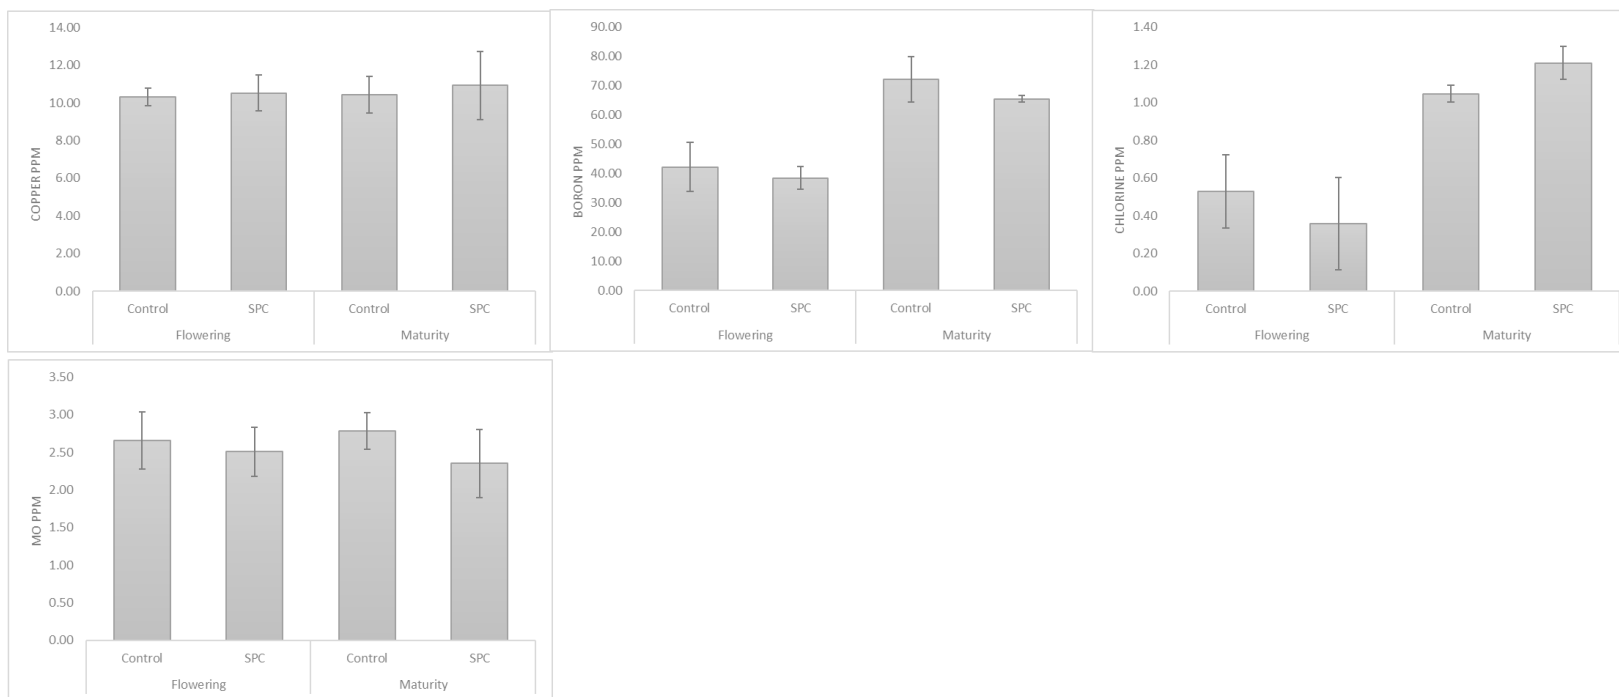 14.00
12.00
10.00
8.00
6.00
4.00
2.00
0.00
COPPER PPM
Control SPC Control SPC
Flowering Maturity
90.00
80.00
70.00
60.00
50.00
40.00
30.00
20.00
10.00
0.00
BORON PPM
Control SPC Control SPC
Flowering Maturity
1.40
1.20
1.00
0.80
0.60
0.40
0.20
0.00
CHLORINE PPM
Control SPC Control SPC
Flowering Maturity
3.50
3.00
2.50
2.00
1.50
1.00
0.50
0.00
MO PPM
Control SPC Control SPC
Flowering Maturity